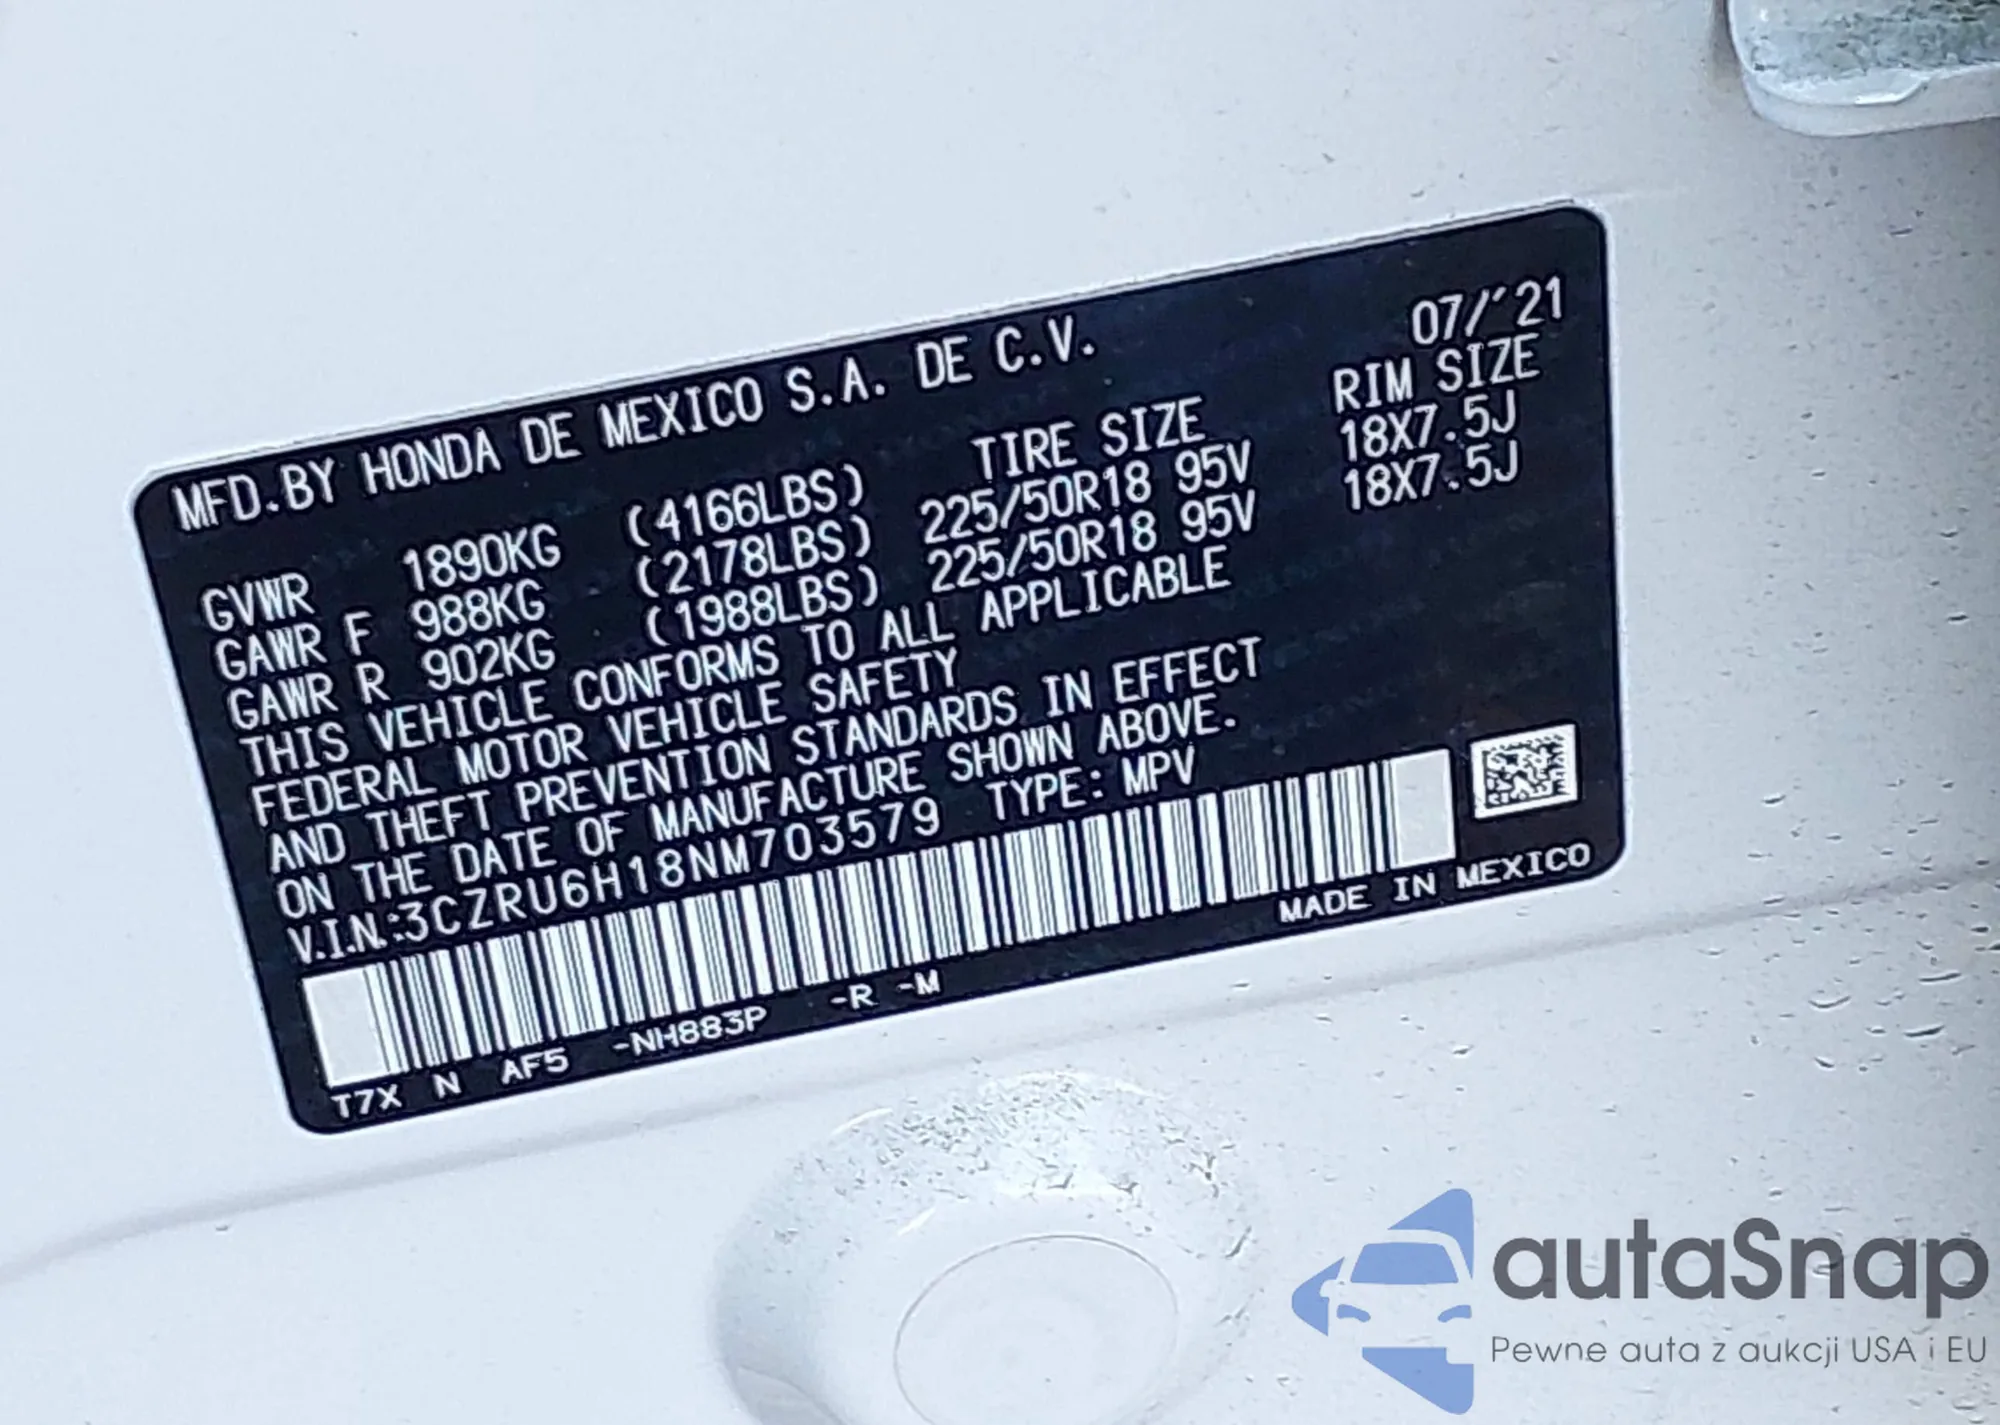 MFD.BY HONDA DE MEXICO S.A. DE C.V. 07/'21
TIRE SIZE RIM SIZE
GVWR 1890KG (4166LBS) 225/50R18 95V 18X7.5J
GAWR F 988KG (2178LBS) 225/50R18 95V 18X7.5J
GAWR R 902KG (1988LBS)
THIS VEHICLE CONFORMS TO ALL APPLICABLE
FEDERAL MOTOR VEHICLE SAFETY
AND THEFT PREVENTION STANDARDS IN EFFECT
ON THE DATE OF MANUFACTURE SHOWN ABOVE.
V.I.N.:3CZRU6H18NM703579 TYPE: MPV
MADE IN MEXICO
T7X N AF5 -NH883P -R -M
autaSnap
Pewne auta z aukcji USA i EU